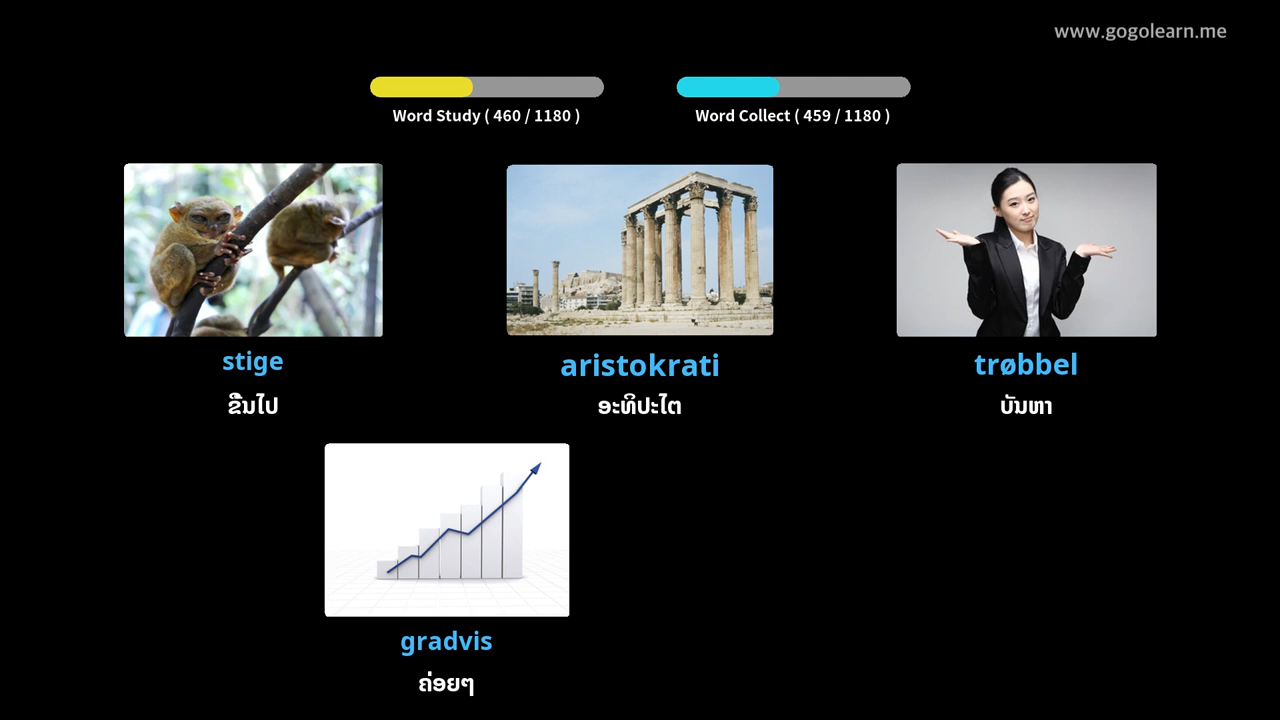 www.gogolearn.me
Word Study ( 460 / 1180 )
Word Collect ( 459 / 1180 )
stige
ຂຶ້ນໄປ
aristokrati
ອະທິປະໄຕ
trøbbel
ບັນຫາ
gradvis
ຄ່ອຍໆ